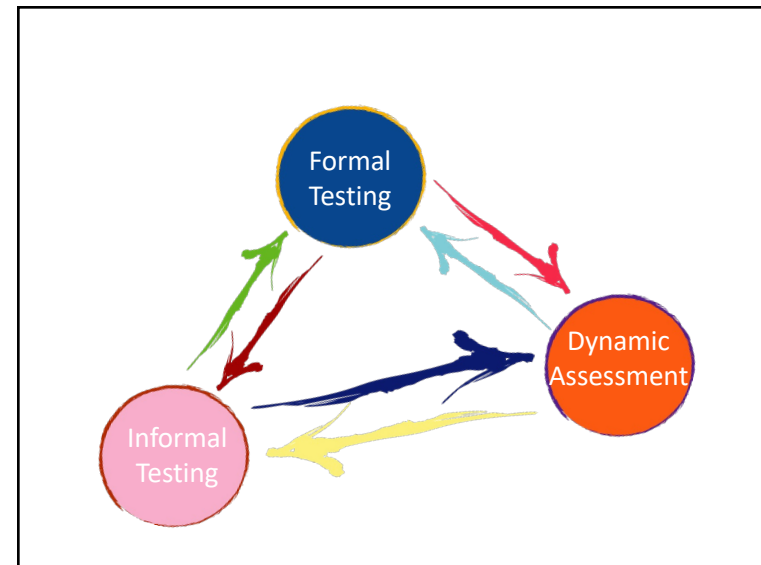 Formal
Testing
Dynamic
Assessment
Informal
Testing